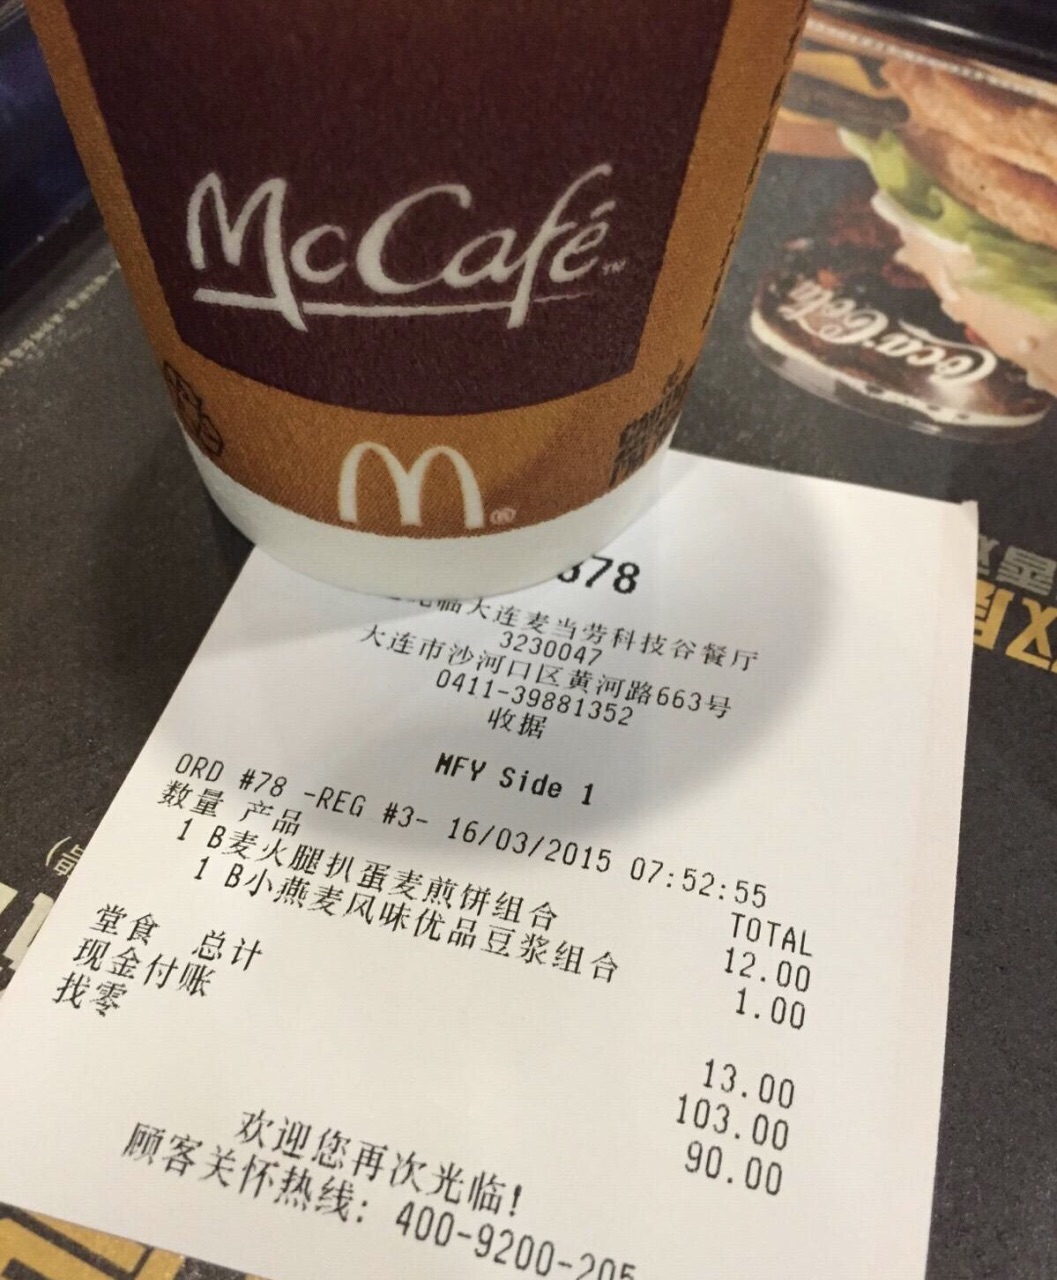 McCafé™
M®
Coca-Cola
378
临大连麦当劳科技谷餐厅
3230047
大连市沙河口区黄河路663号
0411-39881352
收据
MFY Side 1
ORD #78 -REG #3- 16/03/2015 07:52:55
数量 产品 TOTAL
1 B麦火腿扒蛋麦煎饼组合 12.00
1 B小燕麦风味优品豆浆组合 1.00
堂食 总计 13.00
现金付账 103.00
找零 90.00
欢迎您再次光临!
顾客关怀热线: 400-9200-205